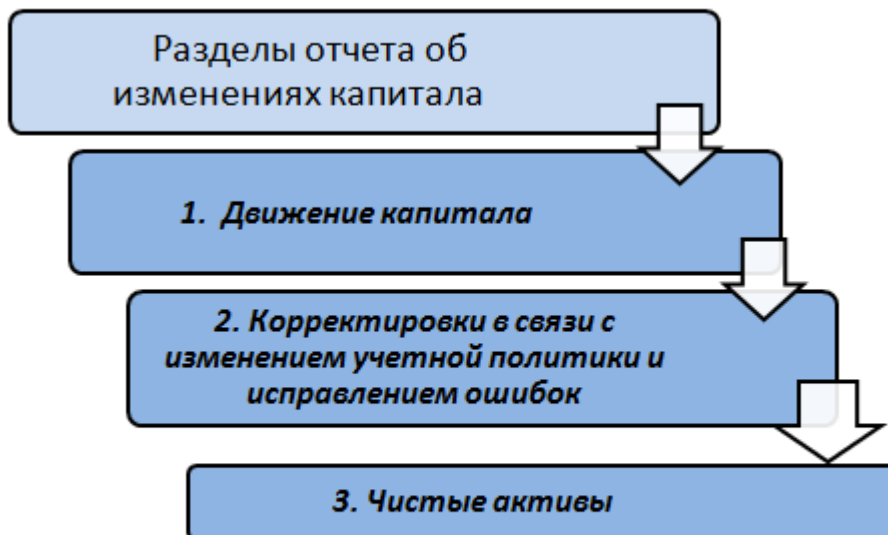 Разделы отчета об
изменениях капитала
1. Движение капитала
2. Корректировки в связи с
изменением учетной политики и
исправлением ошибок
3. Чистые активы